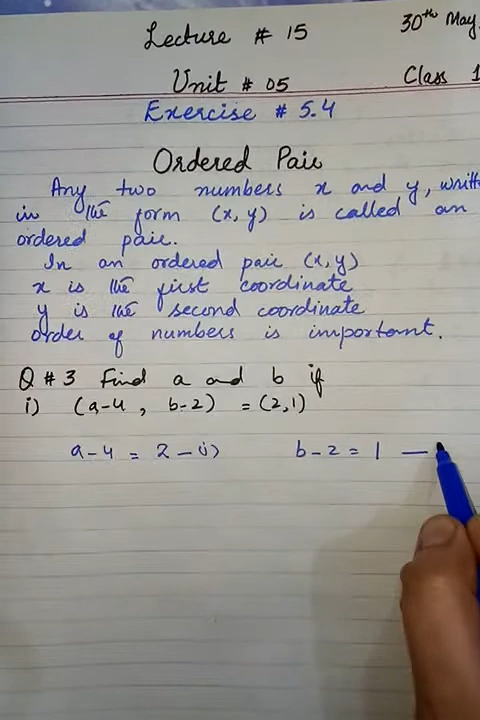 Lecture # 15
30th May
Unit # 05
Class 1
Exercise # 5.4
Ordered Pair
Any two numbers x and y, writt
in the form (x, y) is called an
ordered pair.
In an ordered pair (x, y)
x is the first coordinate
y is the second coordinate
order of numbers is important.
Q # 3 Find a and b if
i) (a-4 , b-2) = (2,1)
a-4 = 2 — i)
b-2 = 1 —